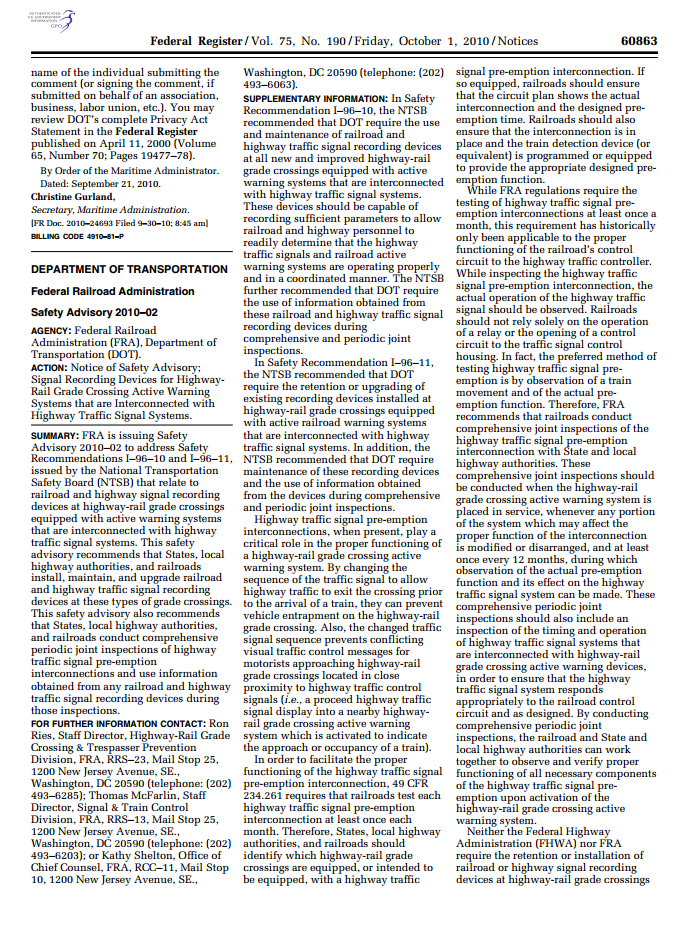 AUTHENTICATED
U.S. GOVERNMENT
INFORMATION
GPO
Federal Register / Vol. 75, No. 190 / Friday, October 1, 2010 / Notices
60863
name of the individual submitting the
comment (or signing the comment, if
submitted on behalf of an association,
business, labor union, etc.). You may
review DOT's complete Privacy Act
Statement in the Federal Register
published on April 11, 2000 (Volume
65, Number 70; Pages 19477–78).
By Order of the Maritime Administrator.
Dated: September 21, 2010.
Christine Gurland,
Secretary, Maritime Administration.
[FR Doc. 2010–24693 Filed 9–30–10; 8:45 am]
BILLING CODE 4910–81–P
DEPARTMENT OF TRANSPORTATION
Federal Railroad Administration
Safety Advisory 2010–02
AGENCY: Federal Railroad
Administration (FRA), Department of
Transportation (DOT).
ACTION: Notice of Safety Advisory;
Signal Recording Devices for Highway-
Rail Grade Crossing Active Warning
Systems that are Interconnected with
Highway Traffic Signal Systems.
SUMMARY: FRA is issuing Safety
Advisory 2010–02 to address Safety
Recommendations I–96–10 and I–96–11,
issued by the National Transportation
Safety Board (NTSB) that relate to
railroad and highway signal recording
devices at highway-rail grade crossings
equipped with active warning systems
that are interconnected with highway
traffic signal systems. This safety
advisory recommends that States, local
highway authorities, and railroads
install, maintain, and upgrade railroad
and highway traffic signal recording
devices at these types of grade crossings.
This safety advisory also recommends
that States, local highway authorities,
and railroads conduct comprehensive
periodic joint inspections of highway
traffic signal pre-emption
interconnections and use information
obtained from any railroad and highway
traffic signal recording devices during
those inspections.
FOR FURTHER INFORMATION CONTACT: Ron
Ries, Staff Director, Highway-Rail Grade
Crossing & Trespasser Prevention
Division, FRA, RRS–23, Mail Stop 25,
1200 New Jersey Avenue, SE.,
Washington, DC 20590 (telephone: (202)
493–6285); Thomas McFarlin, Staff
Director, Signal & Train Control
Division, FRA, RRS–13, Mail Stop 25,
1200 New Jersey Avenue, SE.,
Washington, DC 20590 (telephone: (202)
493–6203); or Kathy Shelton, Office of
Chief Counsel, FRA, RCC–11, Mail Stop
10, 1200 New Jersey Avenue, SE.,
Washington, DC 20590 (telephone: (202)
493–6063).
SUPPLEMENTARY INFORMATION: In Safety
Recommendation I–96–10, the NTSB
recommended that DOT require the use
and maintenance of railroad and
highway traffic signal recording devices
at all new and improved highway-rail
grade crossings equipped with active
warning systems that are interconnected
with highway traffic signal systems.
These devices should be capable of
recording sufficient parameters to allow
railroad and highway personnel to
readily determine that the highway
traffic signals and railroad active
warning systems are operating properly
and in a coordinated manner. The NTSB
further recommended that DOT require
the use of information obtained from
these railroad and highway traffic signal
recording devices during
comprehensive and periodic joint
inspections.
In Safety Recommendation I–96–11,
the NTSB recommended that DOT
require the retention or upgrading of
existing recording devices installed at
highway-rail grade crossings equipped
with active railroad warning systems
that are interconnected with highway
traffic signal systems. In addition, the
NTSB recommended that DOT require
maintenance of these recording devices
and the use of information obtained
from the devices during comprehensive
and periodic joint inspections.
Highway traffic signal pre-emption
interconnections, when present, play a
critical role in the proper functioning of
a highway-rail grade crossing active
warning system. By changing the
sequence of the traffic signal to allow
highway traffic to exit the crossing prior
to the arrival of a train, they can prevent
vehicle entrapment on the highway-rail
grade crossing. Also, the changed traffic
signal sequence prevents conflicting
visual traffic control messages for
motorists approaching highway-rail
grade crossings located in close
proximity to highway traffic control
signals (i.e., a proceed highway traffic
signal display into a nearby highway-
rail grade crossing active warning
system which is activated to indicate
the approach or occupancy of a train).
In order to facilitate the proper
functioning of the highway traffic signal
pre-emption interconnection, 49 CFR
234.261 requires that railroads test each
highway traffic signal pre-emption
interconnection at least once each
month. Therefore, States, local highway
authorities, and railroads should
identify which highway-rail grade
crossings are equipped, or intended to
be equipped, with a highway traffic
signal pre-emption interconnection. If
so equipped, railroads should ensure
that the circuit plan shows the actual
interconnection and the designed pre-
emption time. Railroads should also
ensure that the interconnection is in
place and the train detection device (or
equivalent) is programmed or equipped
to provide the appropriate designed pre-
emption function.
While FRA regulations require the
testing of highway traffic signal pre-
emption interconnections at least once a
month, this requirement has historically
only been applicable to the proper
functioning of the railroad's control
circuit to the highway traffic controller.
While inspecting the highway traffic
signal pre-emption interconnection, the
actual operation of the highway traffic
signal should be observed. Railroads
should not rely solely on the operation
of a relay or the opening of a control
circuit to the traffic signal control
housing. In fact, the preferred method of
testing highway traffic signal pre-
emption is by observation of a train
movement and of the actual pre-
emption function. Therefore, FRA
recommends that railroads conduct
comprehensive joint inspections of the
highway traffic signal pre-emption
interconnection with State and local
highway authorities. These
comprehensive joint inspections should
be conducted when the highway-rail
grade crossing active warning system is
placed in service, whenever any portion
of the system which may affect the
proper function of the interconnection
is modified or disarranged, and at least
once every 12 months, during which
observation of the actual pre-emption
function and its effect on the highway
traffic signal system can be made. These
comprehensive periodic joint
inspections should also include an
inspection of the timing and operation
of highway traffic signal systems that
are interconnected with highway-rail
grade crossing active warning devices,
in order to ensure that the highway
traffic signal system responds
appropriately to the railroad control
circuit and as designed. By conducting
comprehensive periodic joint
inspections, the railroad and State and
local highway authorities can work
together to observe and verify proper
functioning of all necessary components
of the highway traffic signal pre-
emption upon activation of the
highway-rail grade crossing active
warning system.
Neither the Federal Highway
Administration (FHWA) nor FRA
require the retention or installation of
railroad or highway signal recording
devices at highway-rail grade crossings